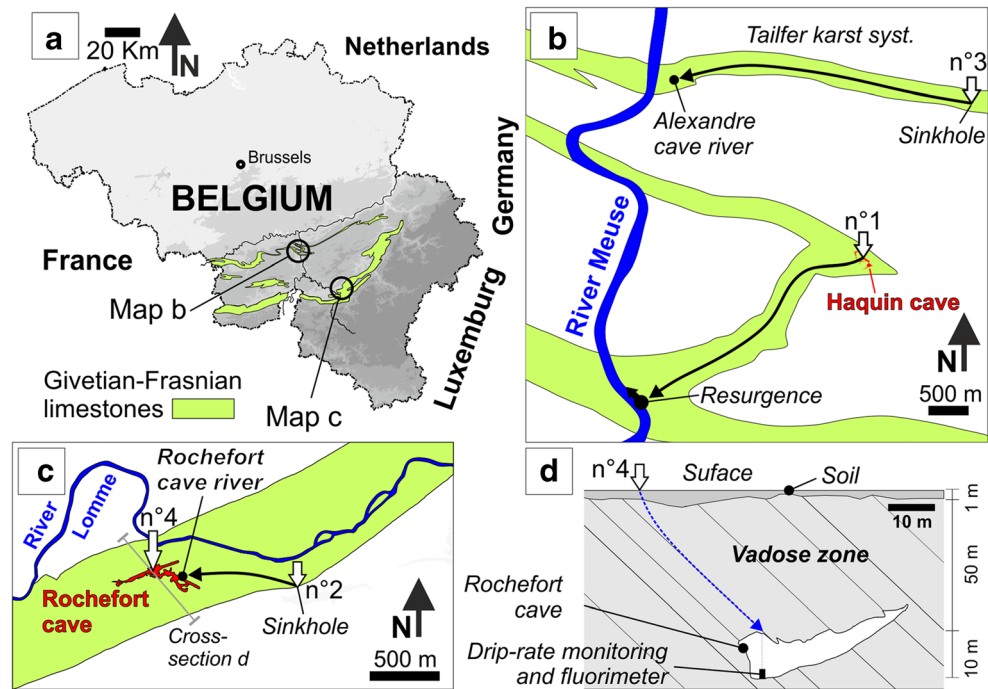 a
20 Km
N
Netherlands
Brussels
BELGIUM
Germany
France
Map b
Luxemburg
Givetian-Frasnian
limestones
Map c
b
Tailfer karst syst.
n°3
Alexandre
cave river
Sinkhole
n°1
River Meuse
Haquin cave
N
Resurgence
500 m
c
Rochefort
cave river
River
Lomme
n°4
Rochefort
cave
n°2
Cross-
section d
Sinkhole
N
500 m
d
n°4
Suface
Soil
10 m
1 m
Vadose zone
50 m
Rochefort
cave
Drip-rate monitoring
and fluorimeter
10 m